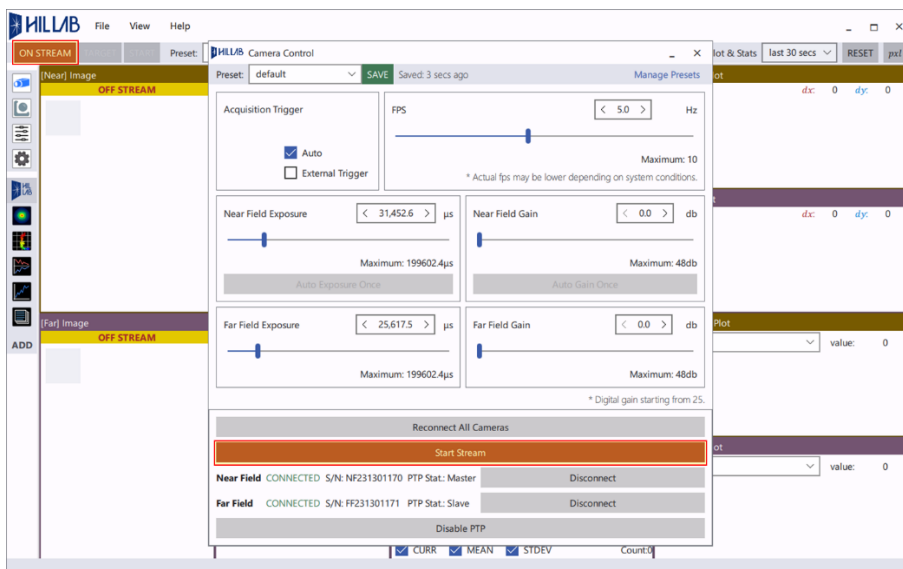 HILLAB File View Help
ON STREAM Preset: lot & Stats last 30 secs RESET pxl
HILLAB Camera Control
[Near] Image
OFF STREAM
Preset: default SAVE Saved: 3 secs ago Manage Presets
ot
dx: 0 dy: 0
Acquisition Trigger
Auto
External Trigger
FPS < 5.0 > Hz
Maximum: 10
* Actual fps may be lower depending on system conditions.
t
dx: 0 dy: 0
Near Field Exposure < 31,452.6 > µs
Maximum: 199602.4µs
Auto Exposure Once
Near Field Gain < 0.0 > db
Maximum: 48db
Auto Gain Once
HIL
LAB
ADD
[Far] Image
OFF STREAM
Far Field Exposure < 25,617.5 > µs
Maximum: 199602.4µs
Far Field Gain < 0.0 > db
Maximum: 48db
* Digital gain starting from 25.
Plot
value: 0
Reconnect All Cameras
Start Stream
Near Field CONNECTED S/N: NF231301170 PTP Stat.: Master Disconnect
Far Field CONNECTED S/N: FF231301171 PTP Stat.: Slave Disconnect
Disable PTP
ot
value: 0
CURR MEAN STDEV Count:0